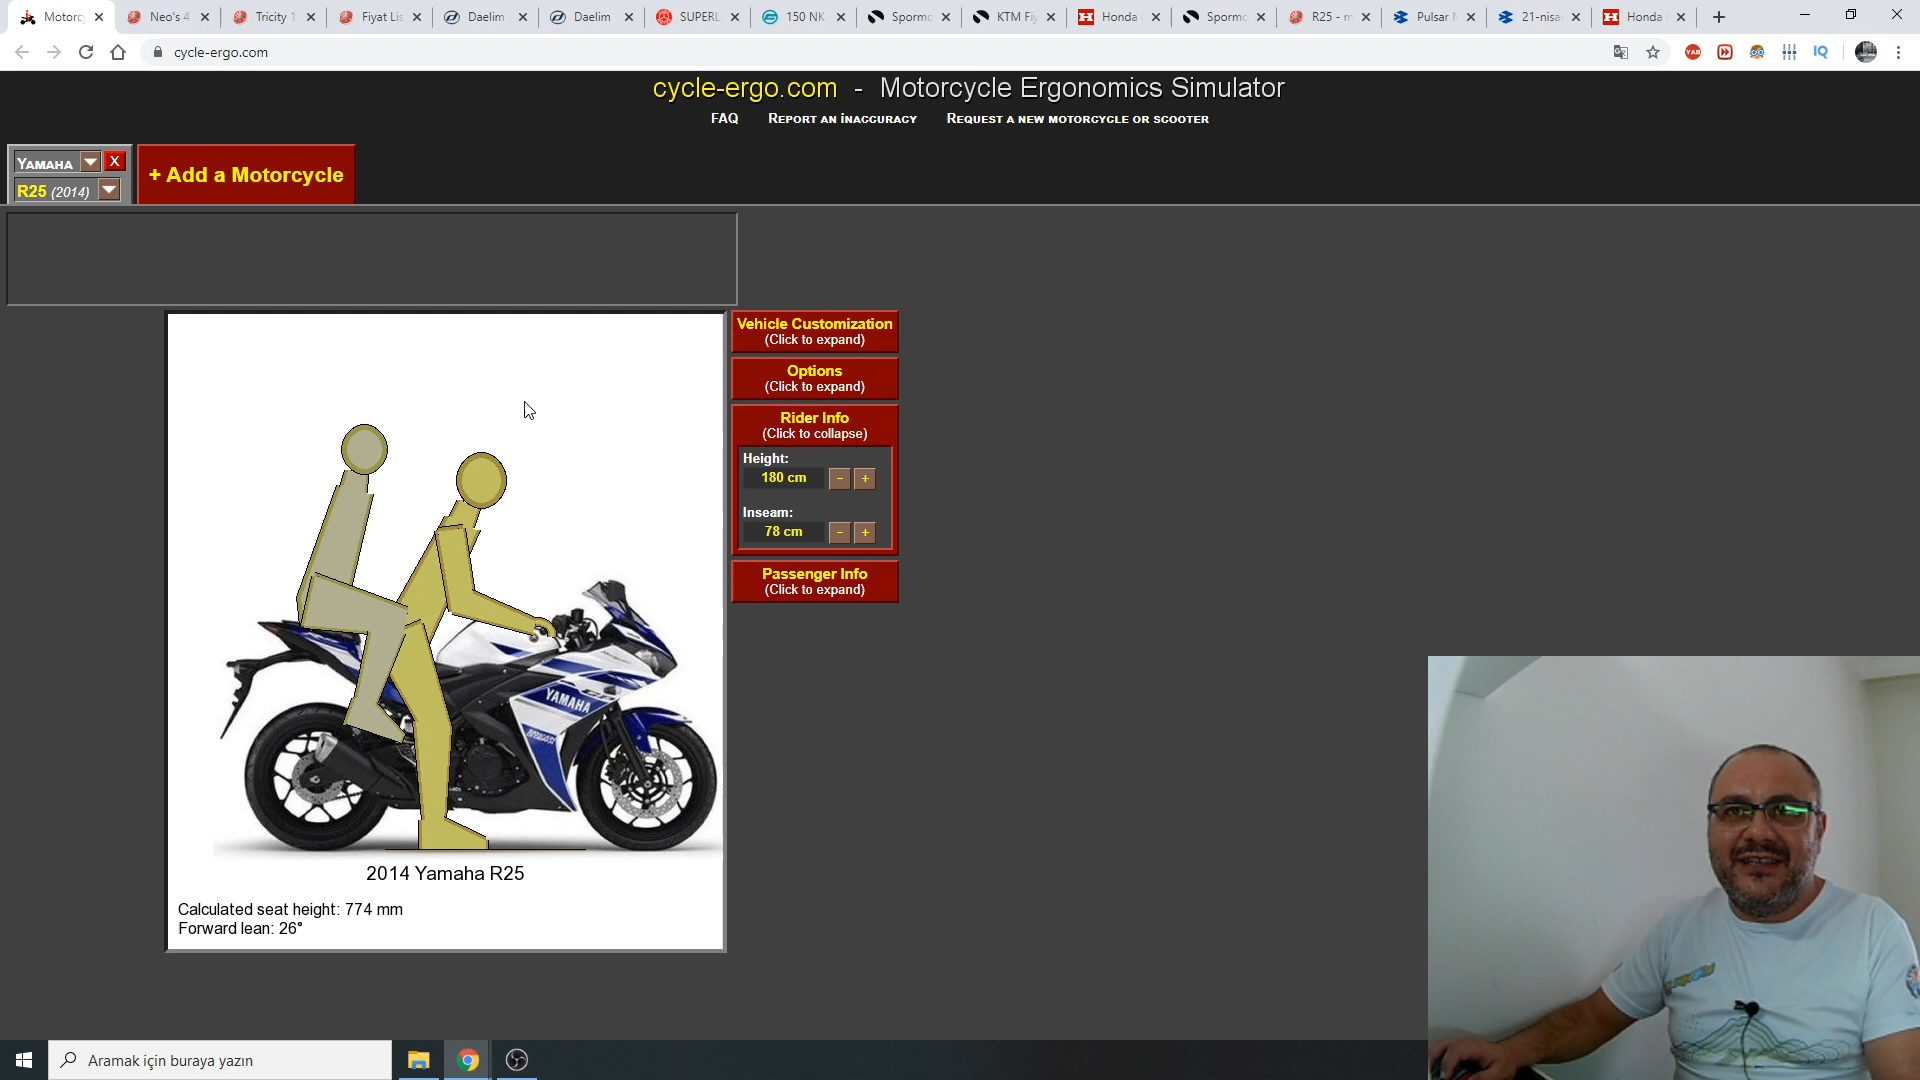 Motorc
Neo's 4
Tricity 1
Fiyat Lis
Daelim
Daelim
SUPERL
150 NK
Spormo
KTM Fiy
Honda
Spormo
R25 - m
Pulsar N
21-nisa
Honda
cycle-ergo.com
YAB
IQ
cycle-ergo.com - Motorcycle Ergonomics Simulator
FAQ REPORT AN INACCURACY REQUEST A NEW MOTORCYCLE OR SCOOTER
YAMAHA X
R25 (2014)
+ Add a Motorcycle
Vehicle Customization
(Click to expand)
Options
(Click to expand)
Rider Info
(Click to collapse)
Height:
180 cm - +
Inseam:
78 cm - +
Passenger Info
(Click to expand)
YAMAHA
2014 Yamaha R25
Calculated seat height: 774 mm
Forward lean: 26°
Aramak için buraya yazın